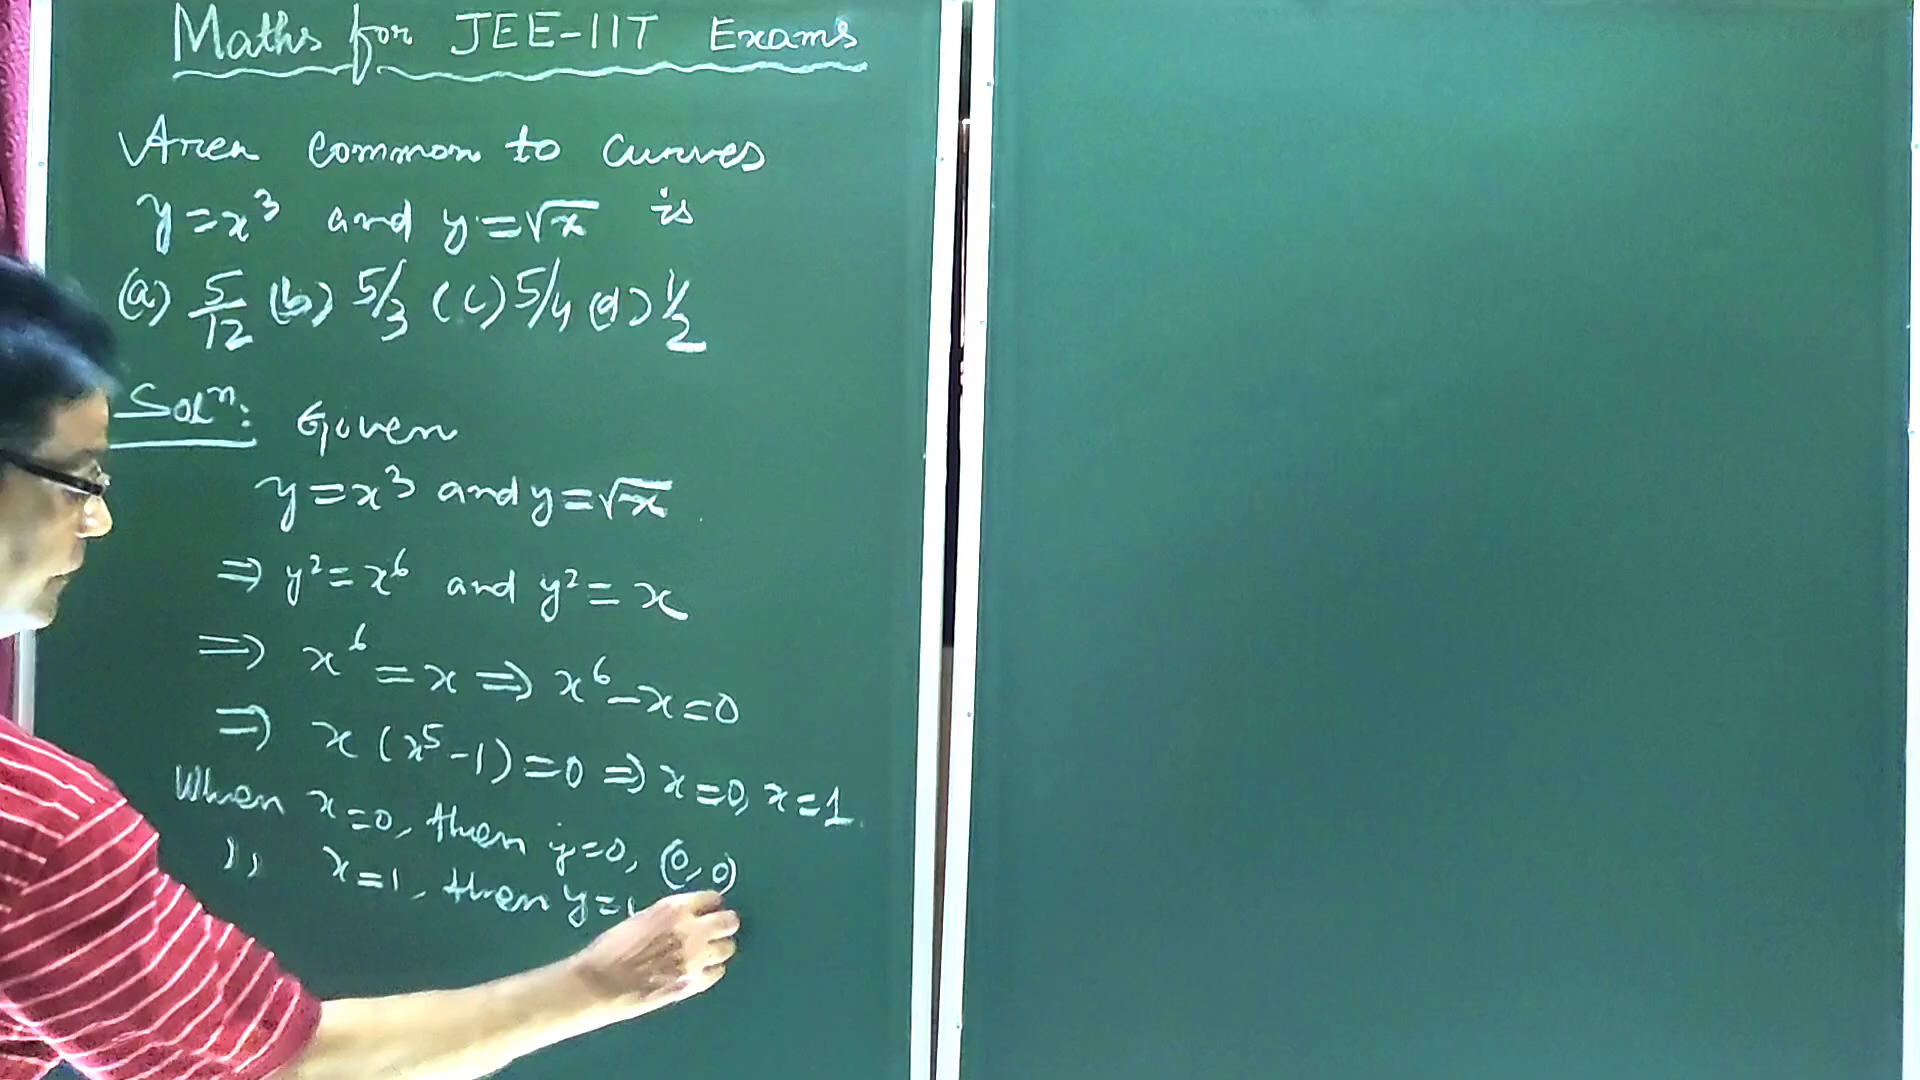 Maths for JEE-IIT Exams
Area common to curves
y=x³ and y=√x is
(a) 5/12 (b) 5/3 (c) 5/4 (d) 1/2
Solⁿ: Given
y=x³ and y=√x
⇒ y²=x⁶ and y²=x
⇒ x⁶=x ⇒ x⁶-x=0
⇒ x(x⁵-1)=0 ⇒ x=0, x=1.
When x=0, then y=0, (0,0)
,, x=1, then y=1